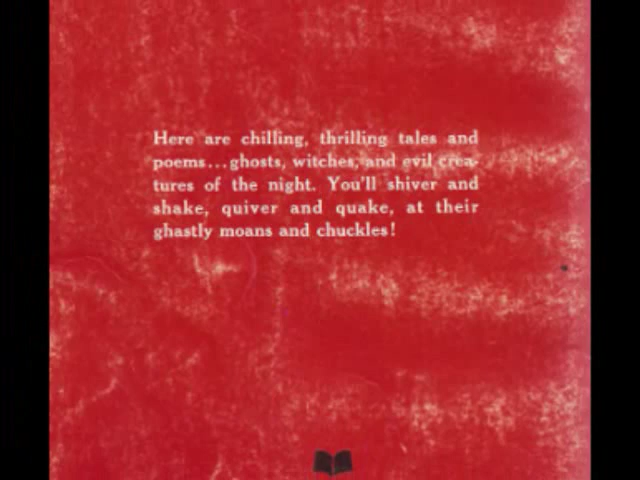 Here are chilling, thrilling tales and
poems...ghosts, witches, and evil crea-
tures of the night. You'll shiver and
shake, quiver and quake, at their
ghastly moans and chuckles!